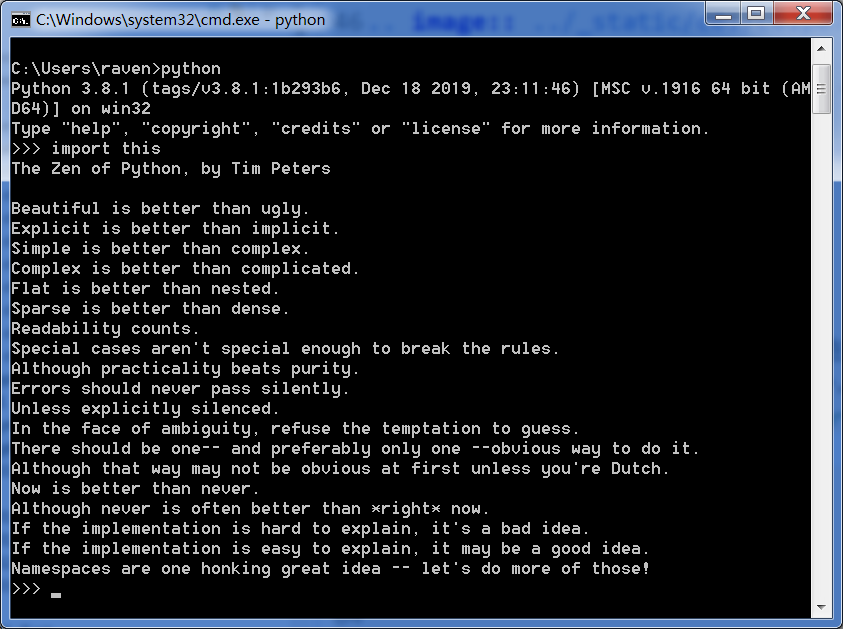 C:\Windows\system32\cmd.exe - python
image:: ../_static/
C:\Users\raven>python
Python 3.8.1 (tags/v3.8.1:1b293b6, Dec 18 2019, 23:11:46) [MSC v.1916 64 bit (AM
D64)] on win32
Type "help", "copyright", "credits" or "license" for more information.
>>> import this
The Zen of Python, by Tim Peters
Beautiful is better than ugly.
Explicit is better than implicit.
Simple is better than complex.
Complex is better than complicated.
Flat is better than nested.
Sparse is better than dense.
Readability counts.
Special cases aren't special enough to break the rules.
Although practicality beats purity.
Errors should never pass silently.
Unless explicitly silenced.
In the face of ambiguity, refuse the temptation to guess.
There should be one-- and preferably only one --obvious way to do it.
Although that way may not be obvious at first unless you're Dutch.
Now is better than never.
Although never is often better than *right* now.
If the implementation is hard to explain, it's a bad idea.
If the implementation is easy to explain, it may be a good idea.
Namespaces are one honking great idea -- let's do more of those!
>>> _